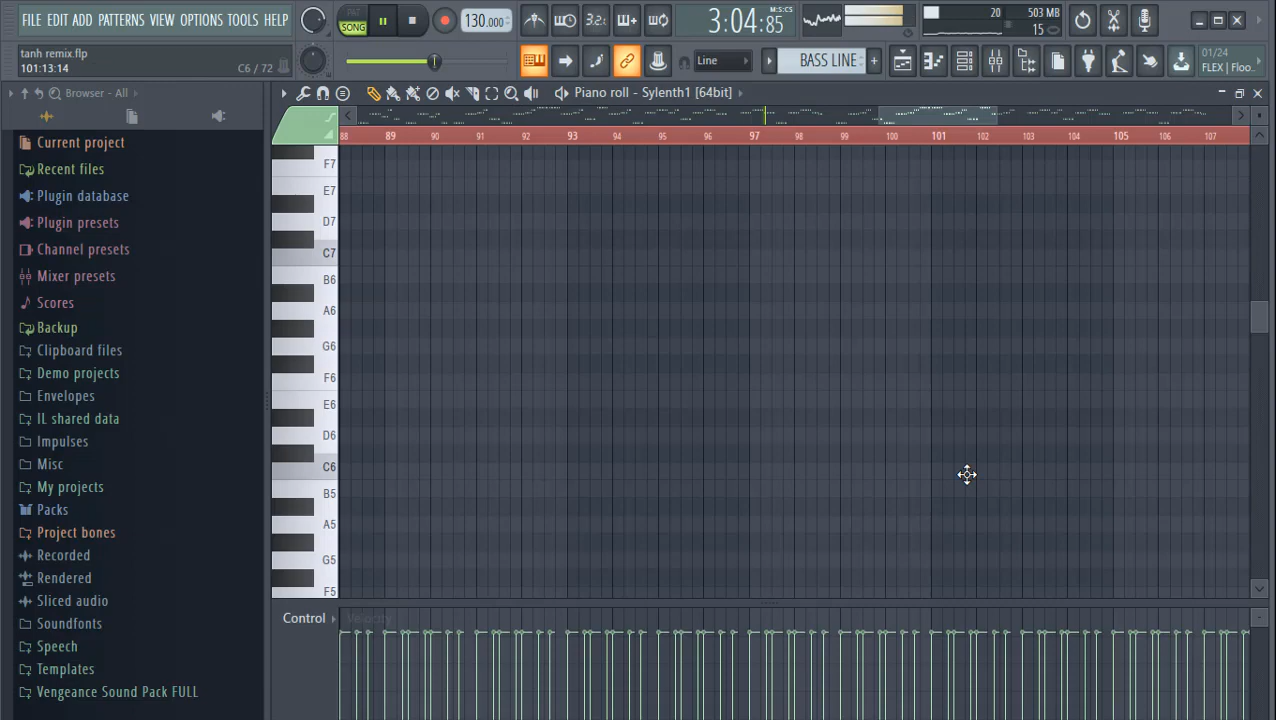 FILE EDIT ADD PATTERNS VIEW OPTIONS TOOLS HELP
PAT
SONG
130.000
3.2.
3:04:85
M:S:CS
20
503 MB
15
tanh remix.flp
101:13:14
C6 / 72
Line
BASS LINE
01/24
FLEX | Floo..
Browser - All
Piano roll - Sylenth1 [64bit]
88 89 90 91 92 93 94 95 96 97 98 99 100 101 102 103 104 105 106 107
Current project
Recent files
Plugin database
Plugin presets
Channel presets
Mixer presets
Scores
Backup
Clipboard files
Demo projects
Envelopes
IL shared data
Impulses
Misc
My projects
Packs
Project bones
Recorded
Rendered
Sliced audio
Soundfonts
Speech
Templates
Vengeance Sound Pack FULL
F7
E7
D7
C7
B6
A6
G6
F6
E6
D6
C6
B5
A5
G5
F5
Control
Velocity